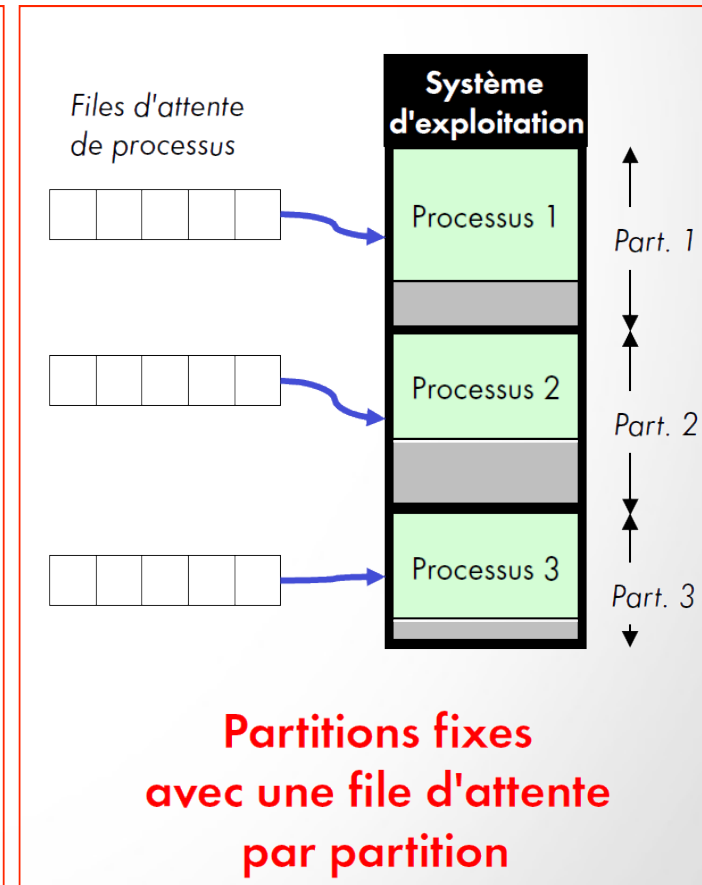 Files d'attente
de processus
Système
d'exploitation
Processus 1
Part. 1
Processus 2
Part. 2
Processus 3
Part. 3
Partitions fixes
avec une file d'attente
par partition